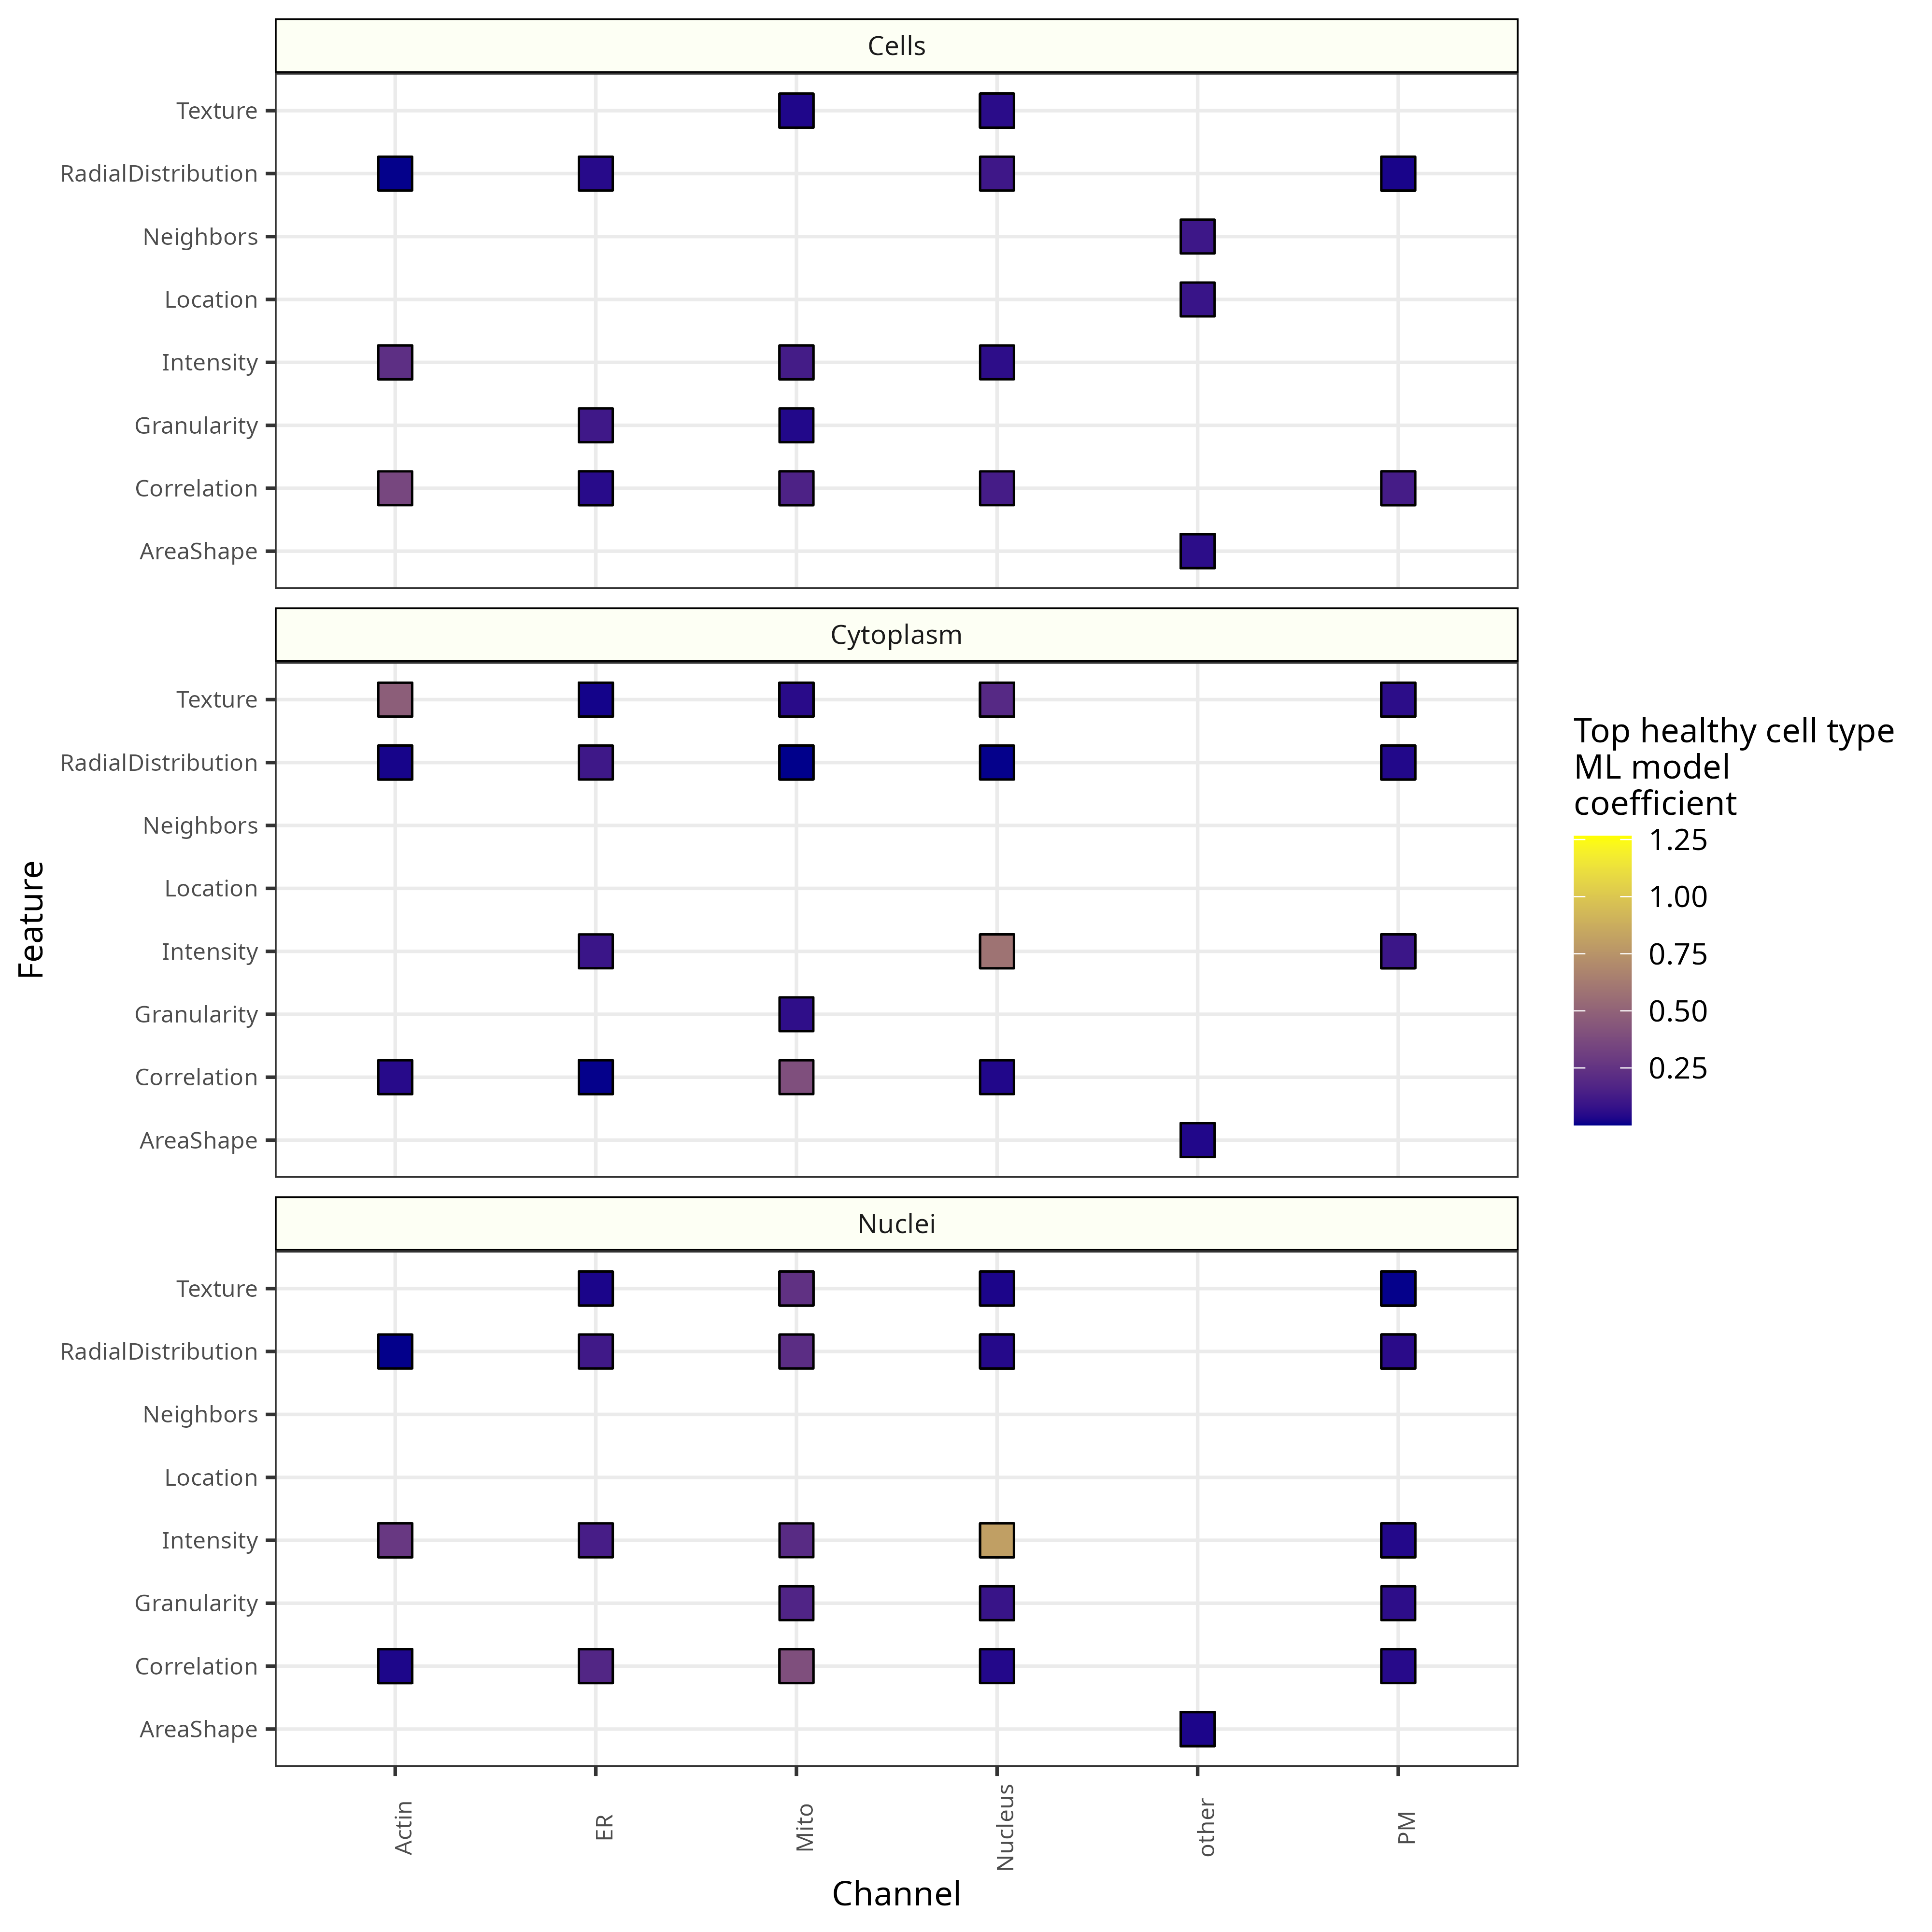 Cells
Texture
RadialDistribution
Neighbors
Location
Intensity
Granularity
Correlation
AreaShape
Cytoplasm
Texture
RadialDistribution
Neighbors
Location
Intensity
Granularity
Correlation
AreaShape
Nuclei
Texture
RadialDistribution
Neighbors
Location
Intensity
Granularity
Correlation
AreaShape
Feature
Actin
ER
Mito
Nucleus
other
PM
Channel
Top healthy cell type
ML model
coefficient
1.25
1.00
0.75
0.50
0.25